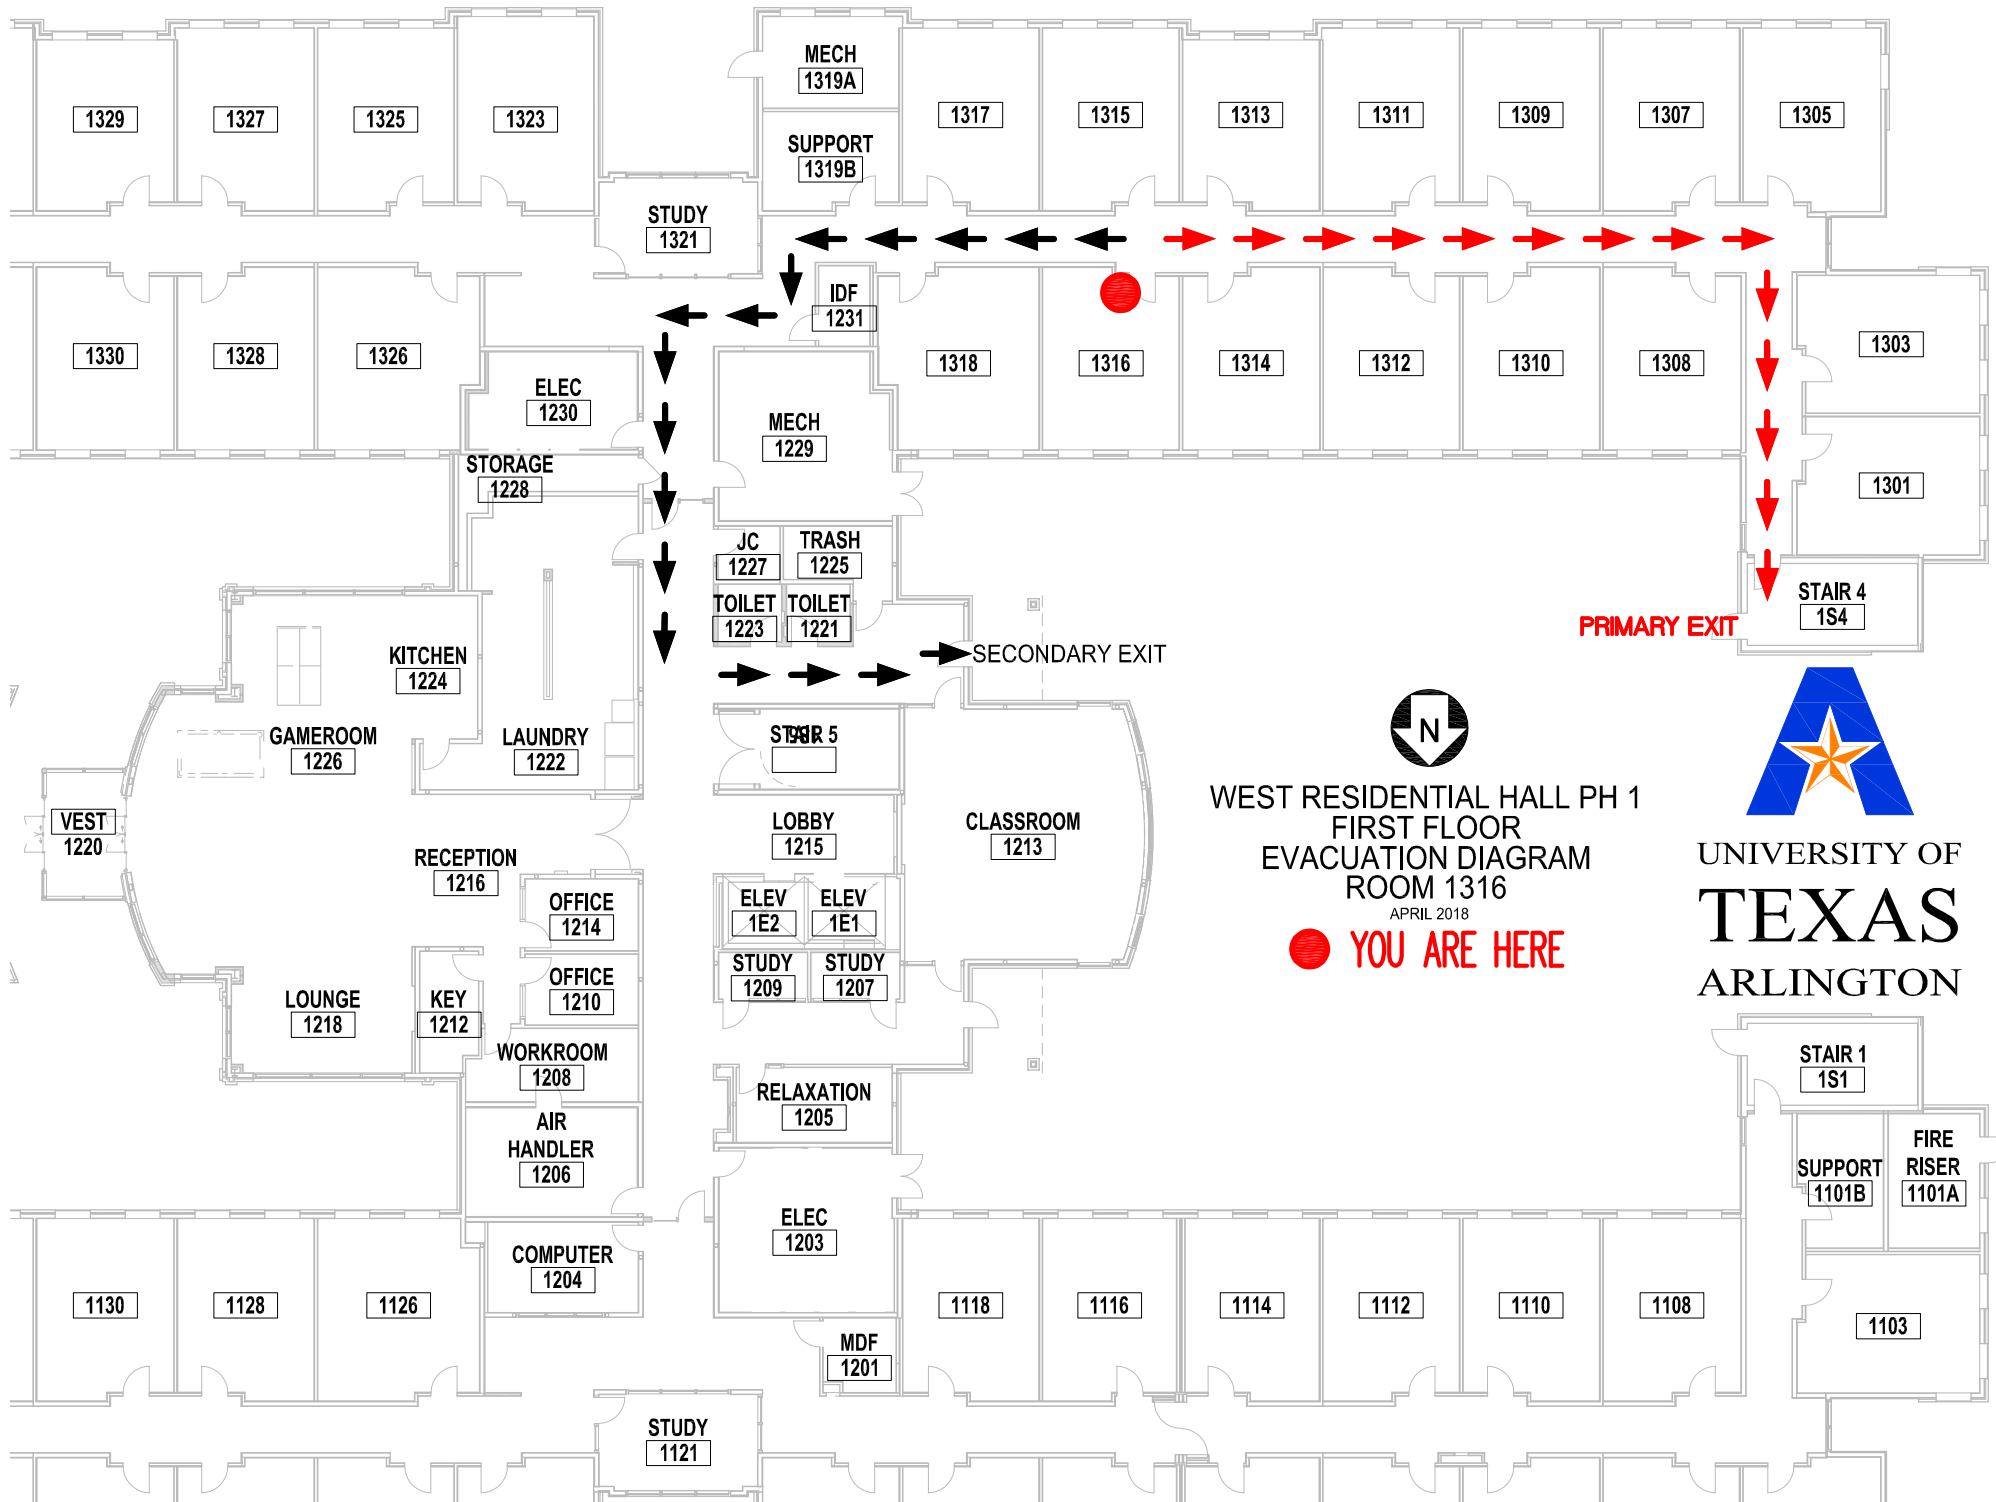 MECH
1319A
SUPPORT
1319B
1329
1327
1325
1323
1317
1315
1313
1311
1309
1307
1305
STUDY
1321
IDF
1231
1330
1328
1326
1318
1316
1314
1312
1310
1308
1303
ELEC
1230
MECH
1229
STORAGE
1228
1301
JC
1227
TRASH
1225
TOILET
1223
TOILET
1221
STAIR 4
1S4
PRIMARY EXIT
SECONDARY EXIT
KITCHEN
1224
GAMEROOM
1226
LAUNDRY
1222
STAIR 5
N
VEST
1220
LOBBY
1215
CLASSROOM
1213
RECEPTION
1216
WEST RESIDENTIAL HALL PH 1
FIRST FLOOR
EVACUATION DIAGRAM
ROOM 1316
APRIL 2018
YOU ARE HERE
UNIVERSITY OF
TEXAS
ARLINGTON
OFFICE
1214
ELEV
1E2
ELEV
1E1
OFFICE
1210
STUDY
1209
STUDY
1207
LOUNGE
1218
KEY
1212
WORKROOM
1208
RELAXATION
1205
STAIR 1
1S1
AIR
HANDLER
1206
SUPPORT
1101B
FIRE
RISER
1101A
ELEC
1203
COMPUTER
1204
1130
1128
1126
1118
1116
1114
1112
1110
1108
1103
MDF
1201
STUDY
1121